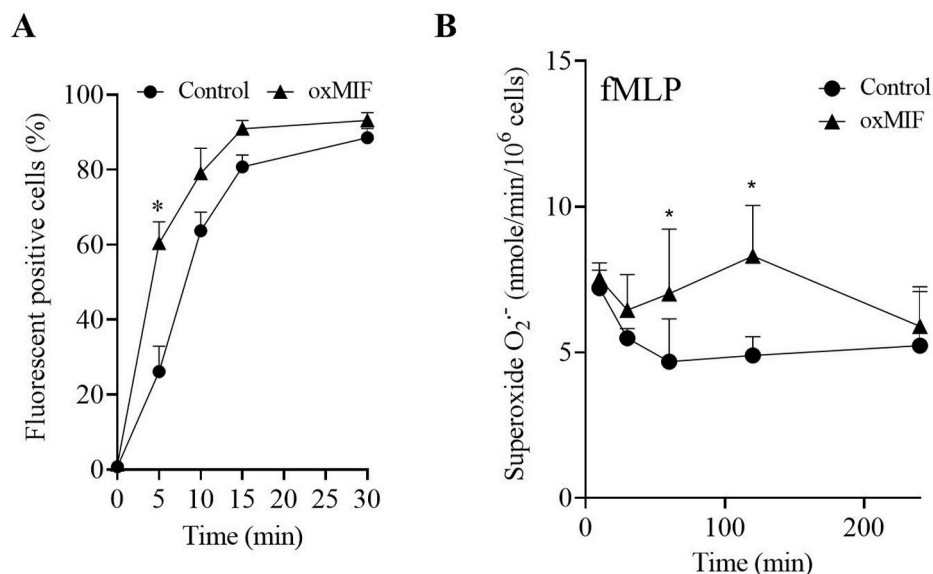 A
Control
oxMIF
Fluorescent positive cells (%)
100
80
60
40
20
0
*
0 5 10 15 20 25 30
Time (min)
B
fMLP
Control
oxMIF
Superoxide O₂·⁻ (nmole/min/10⁶ cells)
15
10
5
0
*
*
0 100 200
Time (min)